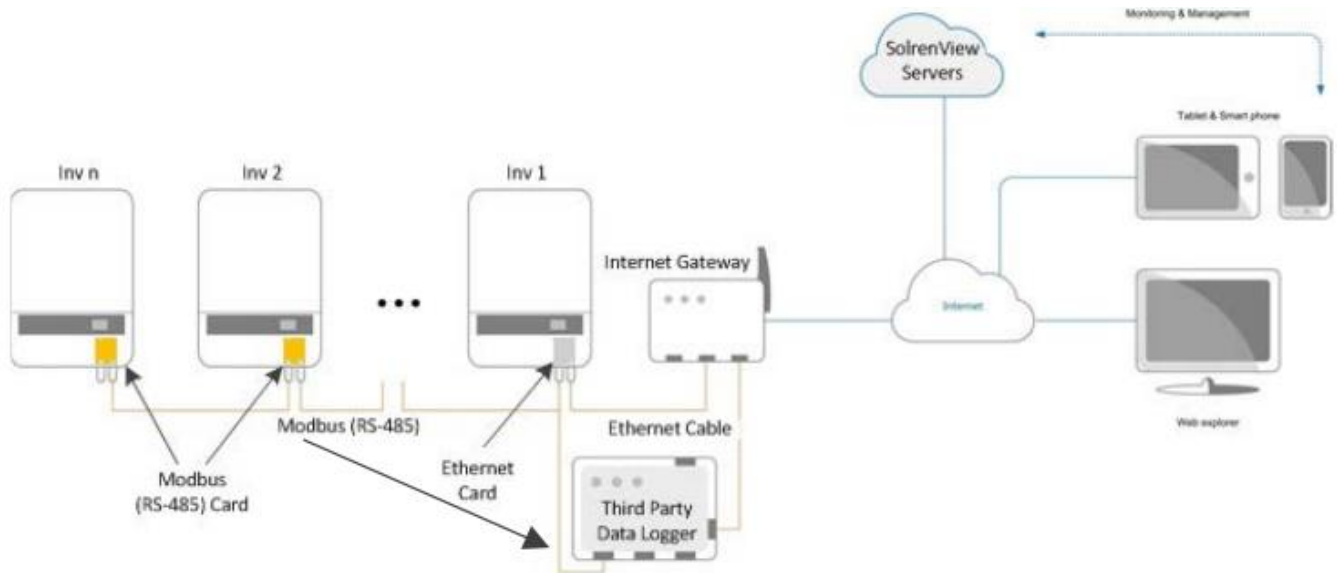 Monitoring & Management
SolrenView
Servers
Tablet & Smart phone
Inv n
Inv 2
Inv 1
Internet Gateway
Internet
Modbus (RS-485)
Ethernet Cable
Web explorer
Modbus
(RS-485) Card
Ethernet
Card
Third Party
Data Logger